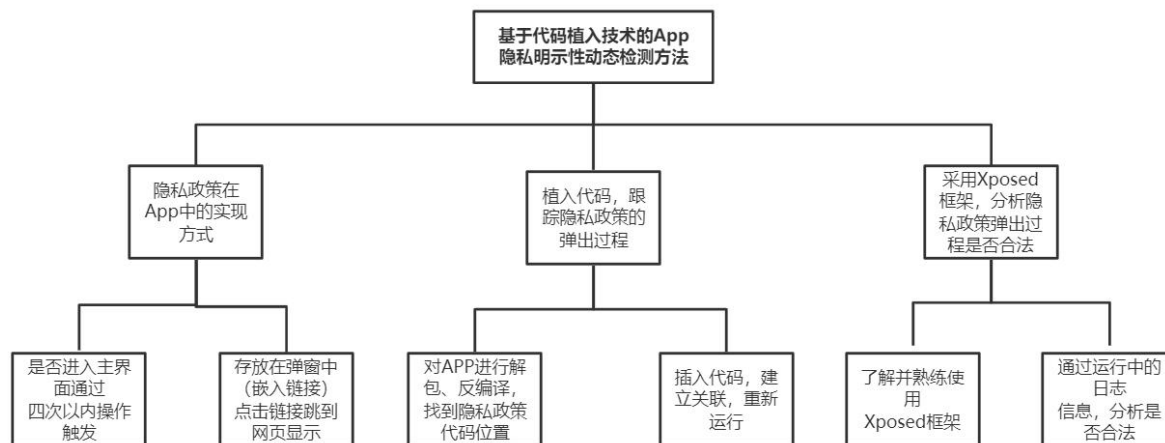 基于代码植入技术的App
隐私明示性动态检测方法
隐私政策在
App中的实现
方式
植入代码，跟
踪隐私政策的
弹出过程
采用Xposed
框架，分析隐
私政策弹出过
程是否合法
是否进入主界
面通过
四次以内操作
触发
存放在弹窗中
（嵌入链接）
点击链接跳到
网页显示
对APP进行解
包、反编译，
找到隐私政策
代码位置
插入代码，建
立关联，重新
运行
了解并熟练使
用
Xposed框架
通过运行中的
日志
信息，分析是
否合法